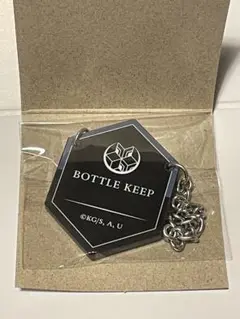 BOTTLE KEEP
©KG/S, A, U